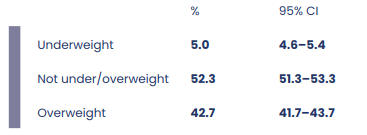 % 95% CI
Underweight 5.0 4.6–5.4
Not under/overweight 52.3 51.3–53.3
Overweight 42.7 41.7–43.7